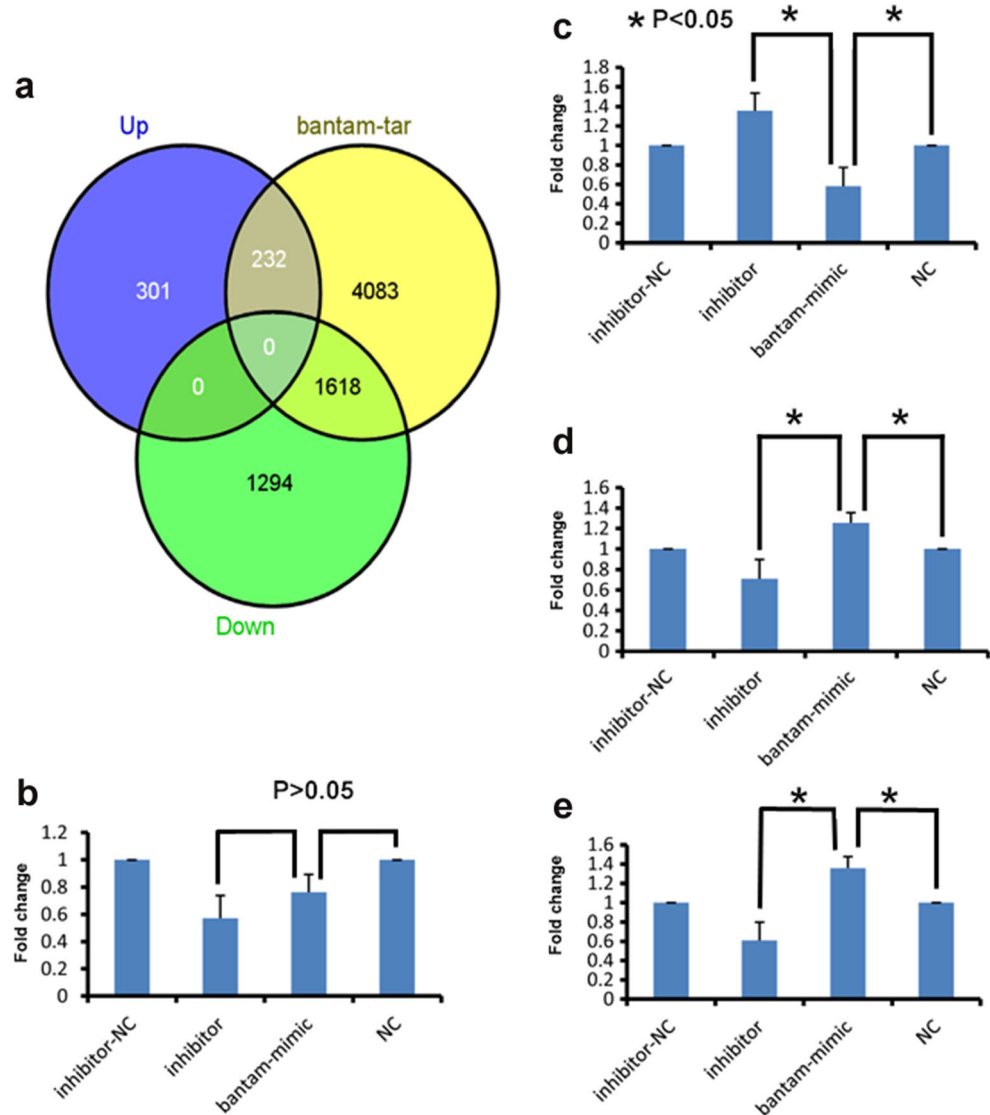 a
Up
bantam-tar
232
301
4083
0
0
1618
1294
Down
b
P>0.05
1.2
1
0.8
0.6
0.4
0.2
0
Fold change
inhibitor-NC
inhibitor
bantam-mimic
NC
c
* P<0.05
*
*
1.8
1.6
1.4
1.2
1
0.8
0.6
0.4
0.2
0
Fold change
inhibitor-NC
inhibitor
bantam-mimic
NC
d
*
*
1.6
1.4
1.2
1
0.8
0.6
0.4
0.2
0
Fold change
inhibitor-NC
inhibitor
bantam-mimic
NC
e
*
*
1.6
1.4
1.2
1
0.8
0.6
0.4
0.2
0
Fold change
inhibitor-NC
inhibitor
bantam-mimic
NC